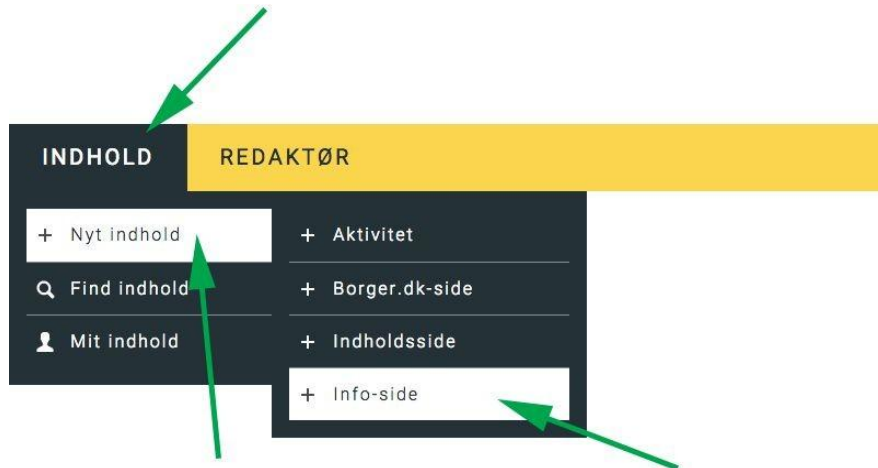 INDHOLD
REDAKTØR
Nyt indhold
Find indhold
Mit indhold
Aktivitet
Borger.dk-side
Indholdsside
Info-side